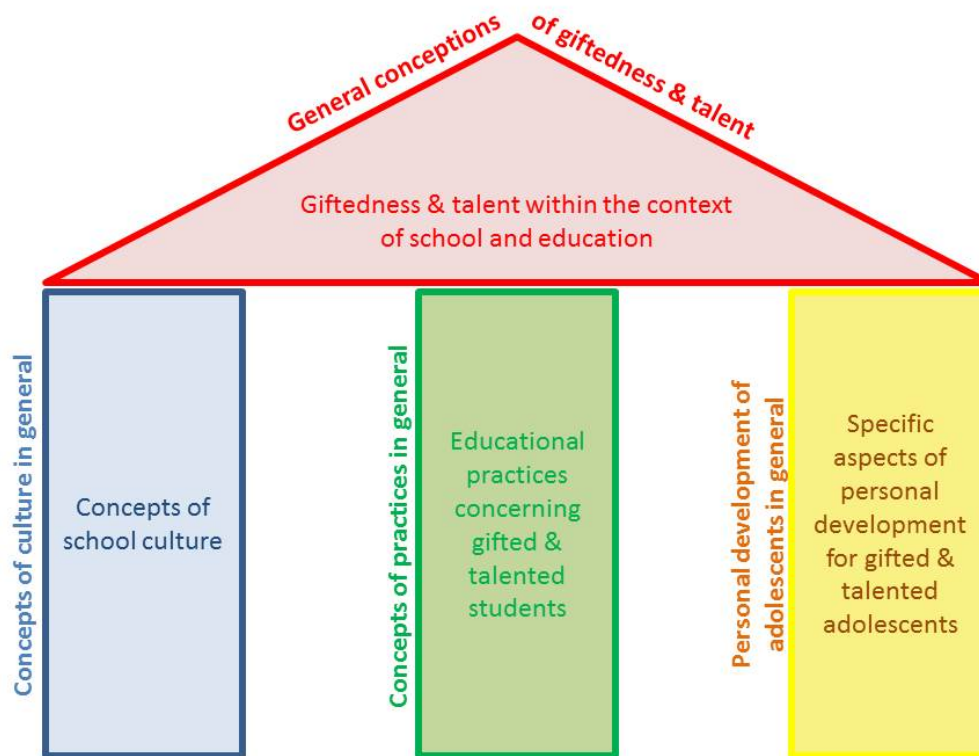 General conceptions
of giftedness & talent
Giftedness & talent within the context
of school and education
Concepts of culture in general
Concepts of
school culture
Concepts of practices in general
Educational
practices
concerning
gifted &
talented
students
Personal development of
adolescents in general
Specific
aspects of
personal
development
for gifted &
talented
adolescents